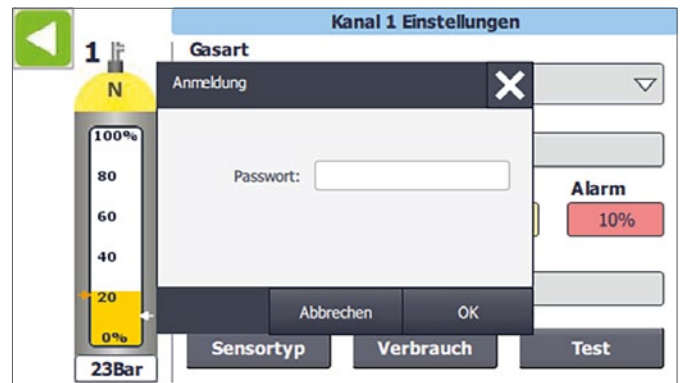 Kanal 1 Einstellungen
1
Gasart
N
Anmeldung
100%
80
Passwort:
Alarm
60
10%
40
20
Abbrechen
OK
0%
Sensortyp
Verbrauch
Test
23Bar